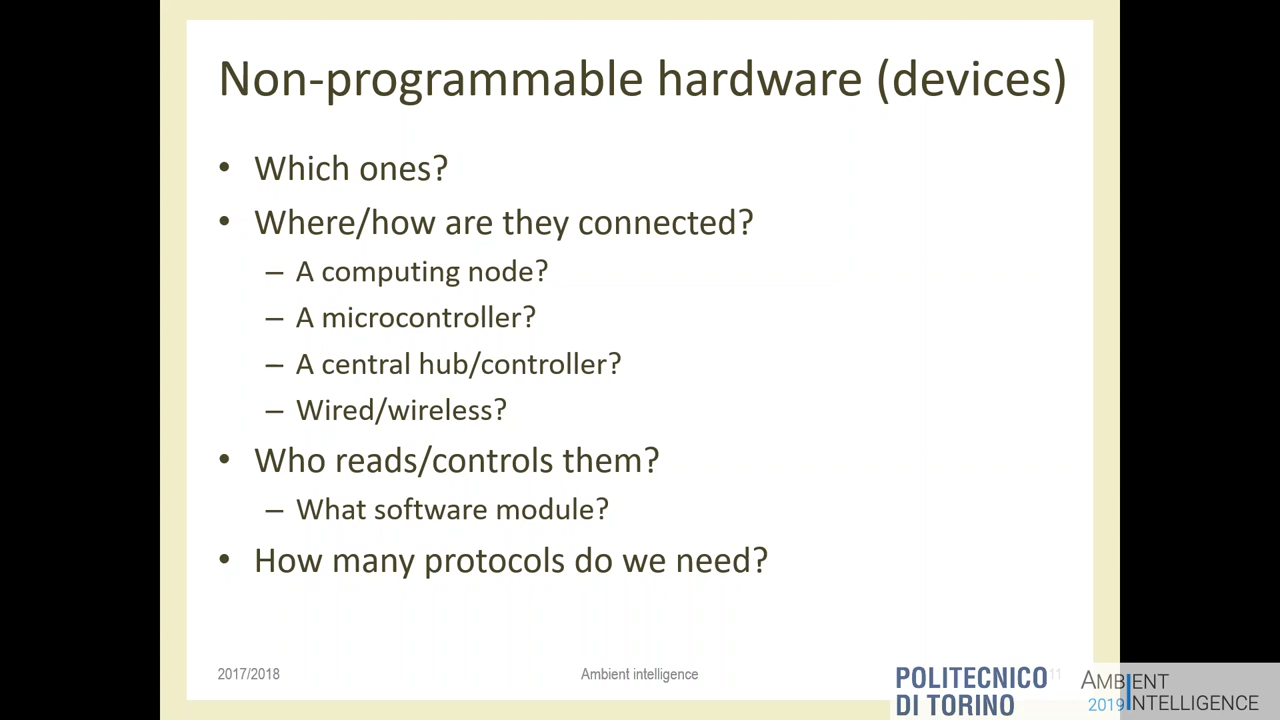 Non-programmable hardware (devices)
• Which ones?
• Where/how are they connected?
– A computing node?
– A microcontroller?
– A central hub/controller?
– Wired/wireless?
• Who reads/controls them?
– What software module?
• How many protocols do we need?
2017/2018
Ambient intelligence
11
POLITECNICO
DI TORINO
AMBIENT
2019 INTELLIGENCE